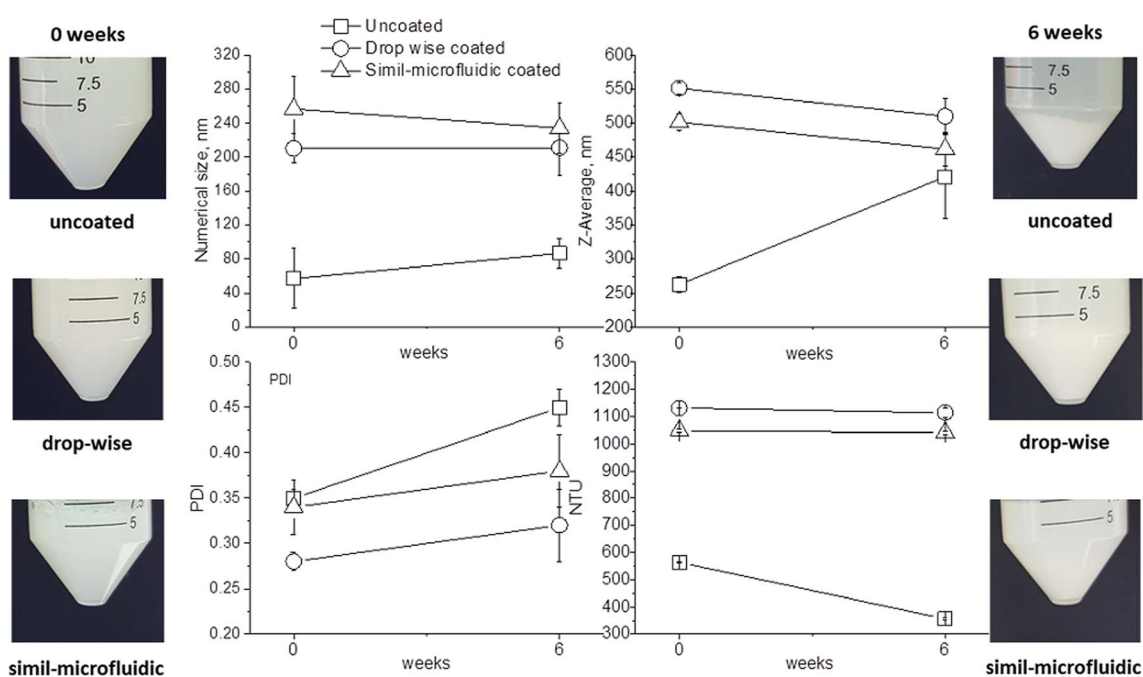 0 weeks
10
7.5
5
uncoated
7.5
5
drop-wise
7.5
5
simil-microfluidic
Uncoated
Drop wise coated
Simil-microfluidic coated
Numerical size, nm
320
280
240
200
160
120
80
40
0
0
weeks
6
Z-Average, nm
600
550
500
450
400
350
300
250
200
0
weeks
6
PDI
PDI
0.50
0.45
0.40
0.35
0.30
0.25
0.20
0
weeks
6
NTU
1300
1200
1100
1000
900
800
700
600
500
400
300
0
weeks
6
6 weeks
7.5
5
uncoated
7.5
5
drop-wise
5
simil-microfluidic